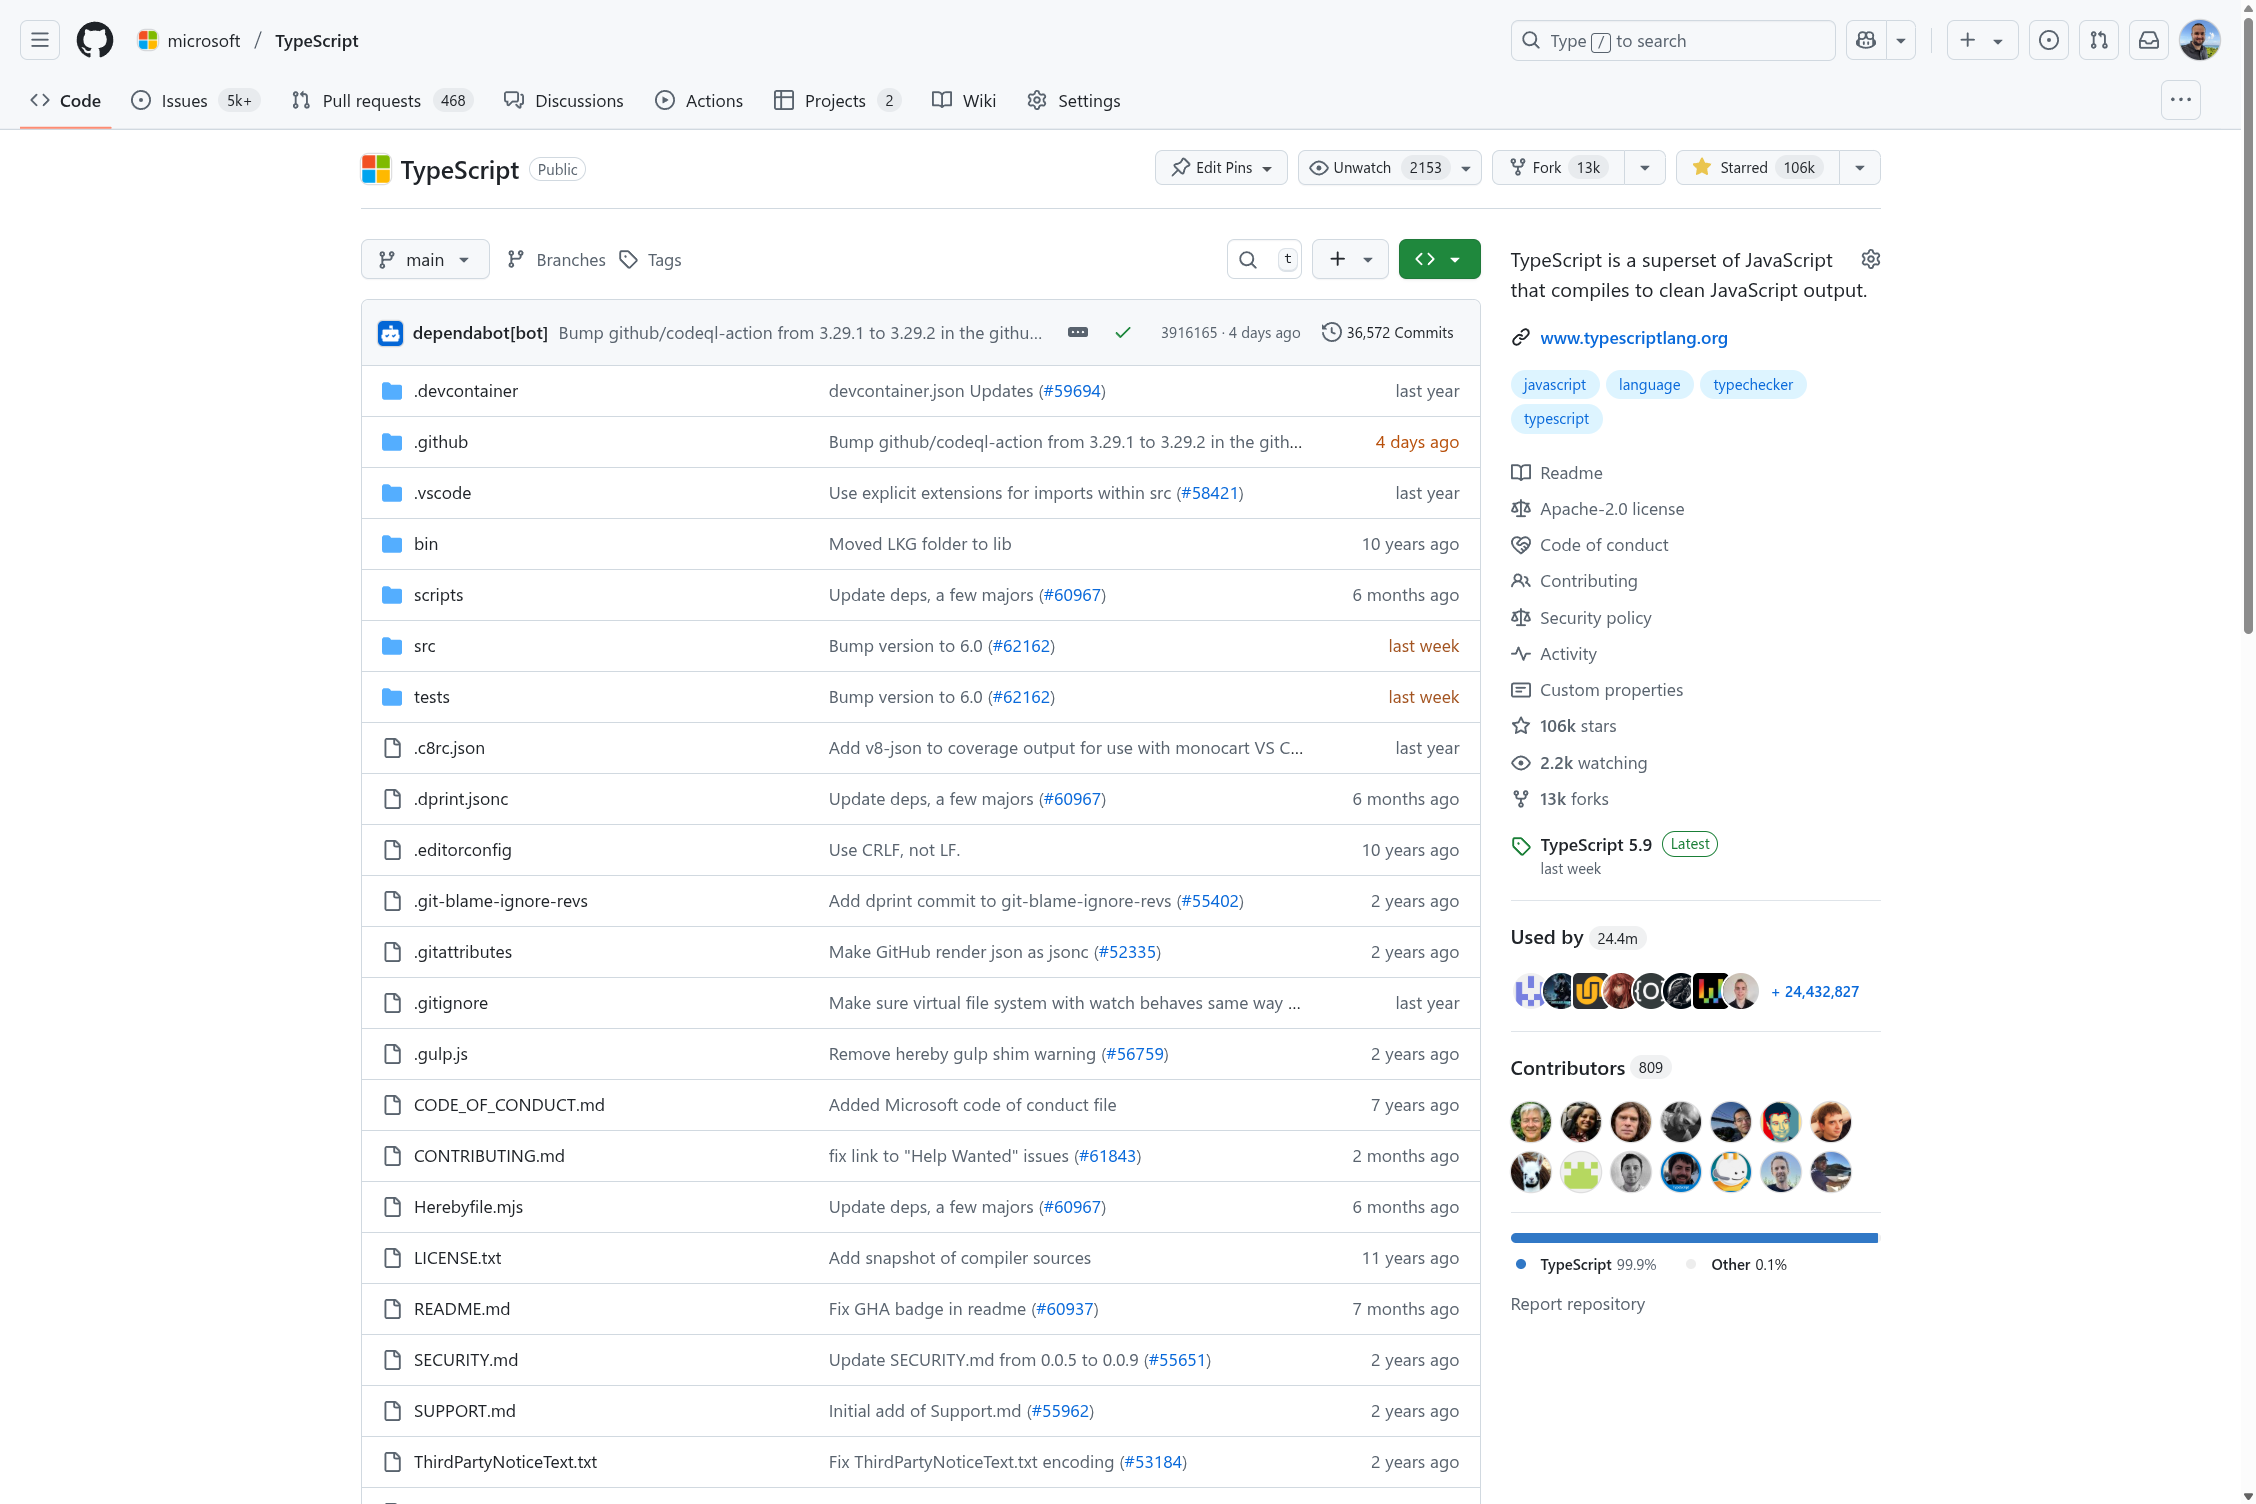 microsoft / TypeScript
Type / to search
Code
Issues 5k+
Pull requests 468
Discussions
Actions
Projects 2
Wiki
Settings
TypeScript Public
Edit Pins
Unwatch 2153
Fork 13k
Starred 106k
main
Branches
Tags
t
dependabot[bot] Bump github/codeql-action from 3.29.1 to 3.29.2 in the githu... 3916165 · 4 days ago 36,572 Commits
.devcontainer devcontainer.json Updates (#59694) last year
.github Bump github/codeql-action from 3.29.1 to 3.29.2 in the gith... 4 days ago
.vscode Use explicit extensions for imports within src (#58421) last year
bin Moved LKG folder to lib 10 years ago
scripts Update deps, a few majors (#60967) 6 months ago
src Bump version to 6.0 (#62162) last week
tests Bump version to 6.0 (#62162) last week
.c8rc.json Add v8-json to coverage output for use with monocart VS C... last year
.dprint.jsonc Update deps, a few majors (#60967) 6 months ago
.editorconfig Use CRLF, not LF. 10 years ago
.git-blame-ignore-revs Add dprint commit to git-blame-ignore-revs (#55402) 2 years ago
.gitattributes Make GitHub render json as jsonc (#52335) 2 years ago
.gitignore Make sure virtual file system with watch behaves same way ... last year
.gulp.js Remove hereby gulp shim warning (#56759) 2 years ago
CODE_OF_CONDUCT.md Added Microsoft code of conduct file 7 years ago
CONTRIBUTING.md fix link to "Help Wanted" issues (#61843) 2 months ago
Herebyfile.mjs Update deps, a few majors (#60967) 6 months ago
LICENSE.txt Add snapshot of compiler sources 11 years ago
README.md Fix GHA badge in readme (#60937) 7 months ago
SECURITY.md Update SECURITY.md from 0.0.5 to 0.0.9 (#55651) 2 years ago
SUPPORT.md Initial add of Support.md (#55962) 2 years ago
ThirdPartyNoticeText.txt Fix ThirdPartyNoticeText.txt encoding (#53184) 2 years ago
TypeScript is a superset of JavaScript
that compiles to clean JavaScript output.
www.typescriptlang.org
javascript language typechecker
typescript
Readme
Apache-2.0 license
Code of conduct
Contributing
Security policy
Activity
Custom properties
106k stars
2.2k watching
13k forks
TypeScript 5.9 Latest
last week
Used by 24.4m
+ 24,432,827
Contributors 809
TypeScript 99.9% Other 0.1%
Report repository